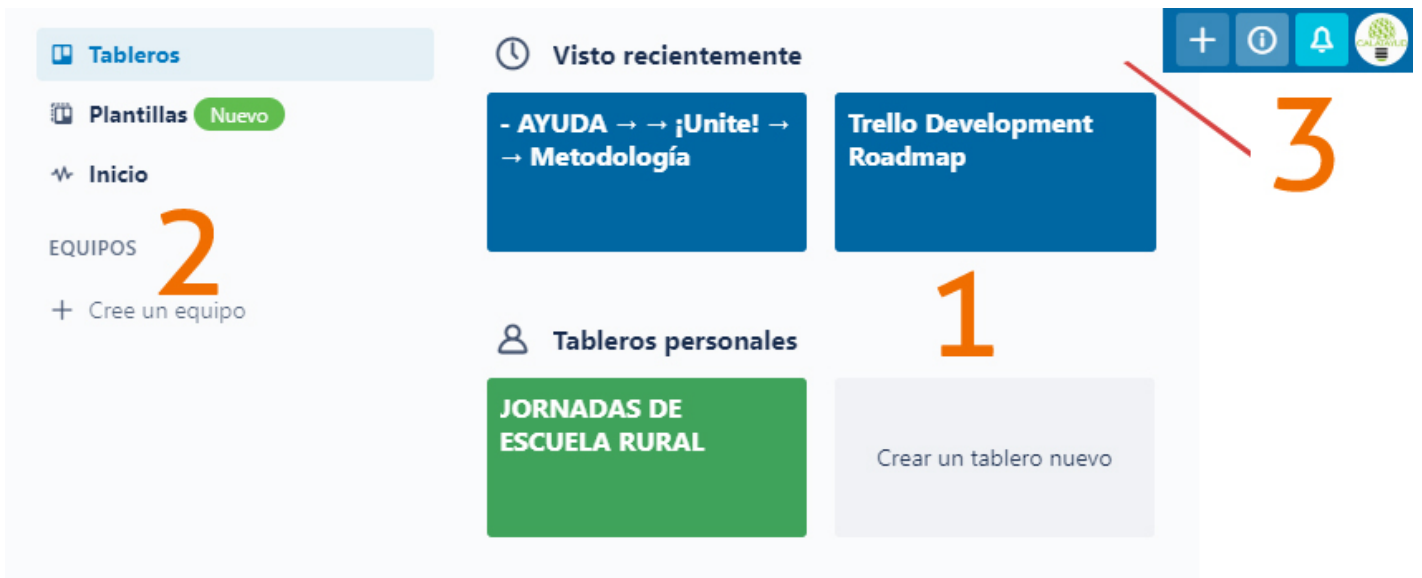 Tableros
Plantillas Nuevo
Inicio
2
EQUIPOS
+ Cree un equipo
Visto recientemente
- AYUDA → → ¡Unite! →
→ Metodología
Trello Development
Roadmap
1
Tableros personales
JORNADAS DE
ESCUELA RURAL
Crear un tablero nuevo
+
CALATAYUD
3